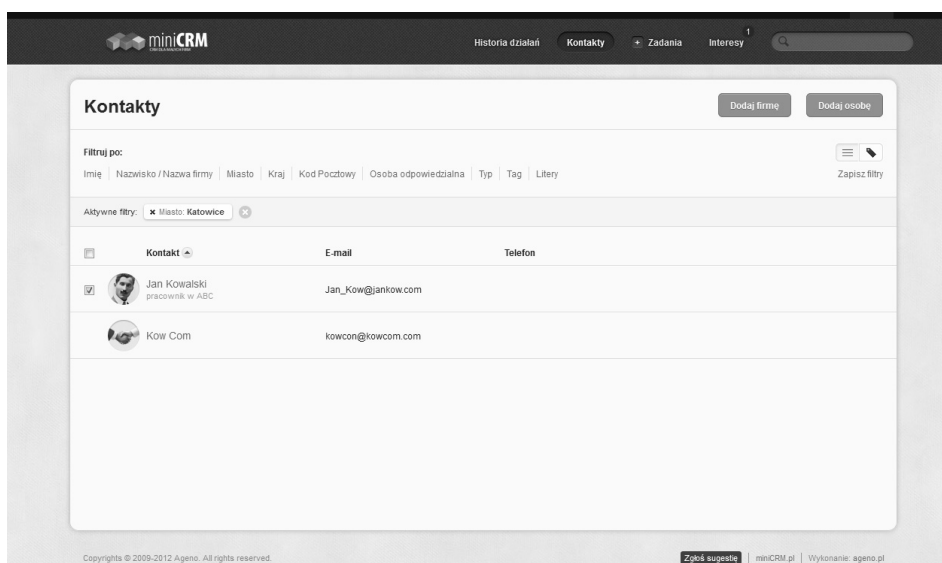 miniCRM
Historia działań
Kontakty
+ Zadania
Interesy
1
Kontakty
Dodaj firmę
Dodaj osobę
Filtruj po:
Imię | Nazwisko / Nazwa firmy | Miasto | Kraj | Kod Pocztowy | Osoba odpowiedzialna | Typ | Tag | Litery
Zapisz filtry
Aktywne filtry: × Miasto: Katowice
Kontakt E-mail Telefon
Jan Kowalski
pracownik w ABC
Jan_Kow@jankow.com
Kow Com kowcon@kowcom.com
Copyrights © 2009-2012 Ageno. All rights reserved.
Zgłoś sugestię | miniCRM.pl | Wykonanie: ageno.pl